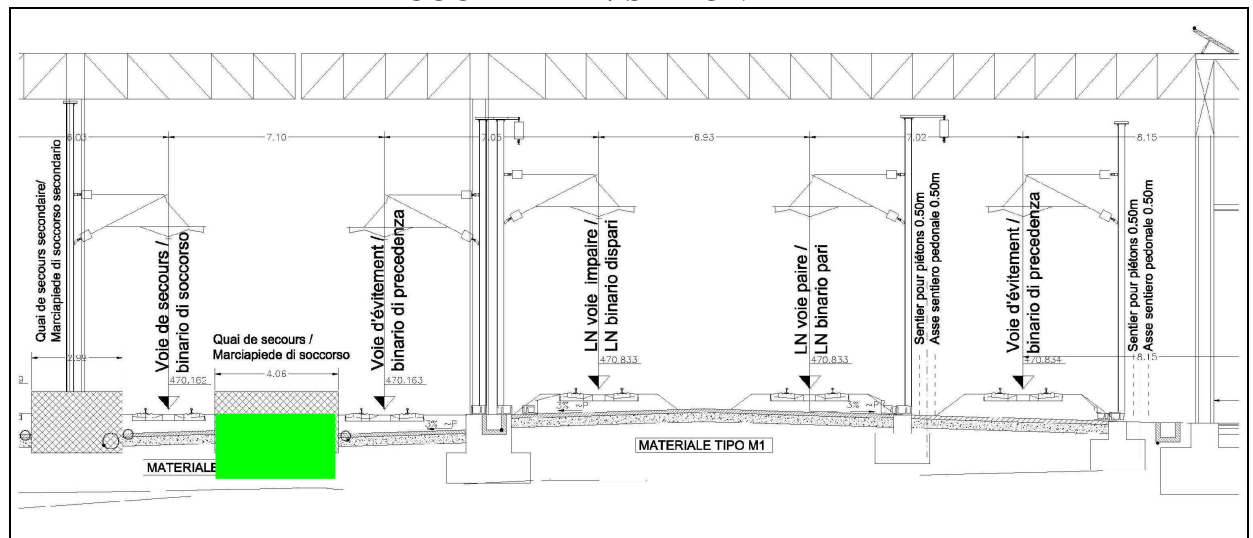 6.03
7.10
7.05
6.93
7.02
8.15
Quai de secours secondaire/
Marciapiede di soccorso secondario
Voie de secours /
binario di soccorso
Quai de secours /
Marciapiede di soccorso
Voie d'évitement /
binario di precedenza
LN voie impaire /
LN binario dispari
LN voie paire /
LN binario pari
Sentier pour piétons 0.50m
Asse sentiero pedonale 0.50m
Voie d'évitement /
binario di precedenza
Sentier pour piétons 0.50m
Asse sentiero pedonale 0.50m
2.99
470.162
4.06
470.163
470.833
470.833
470.834
8.15
3% ~P
3% ~P
MATERIALE
MATERIALE TIPO M1